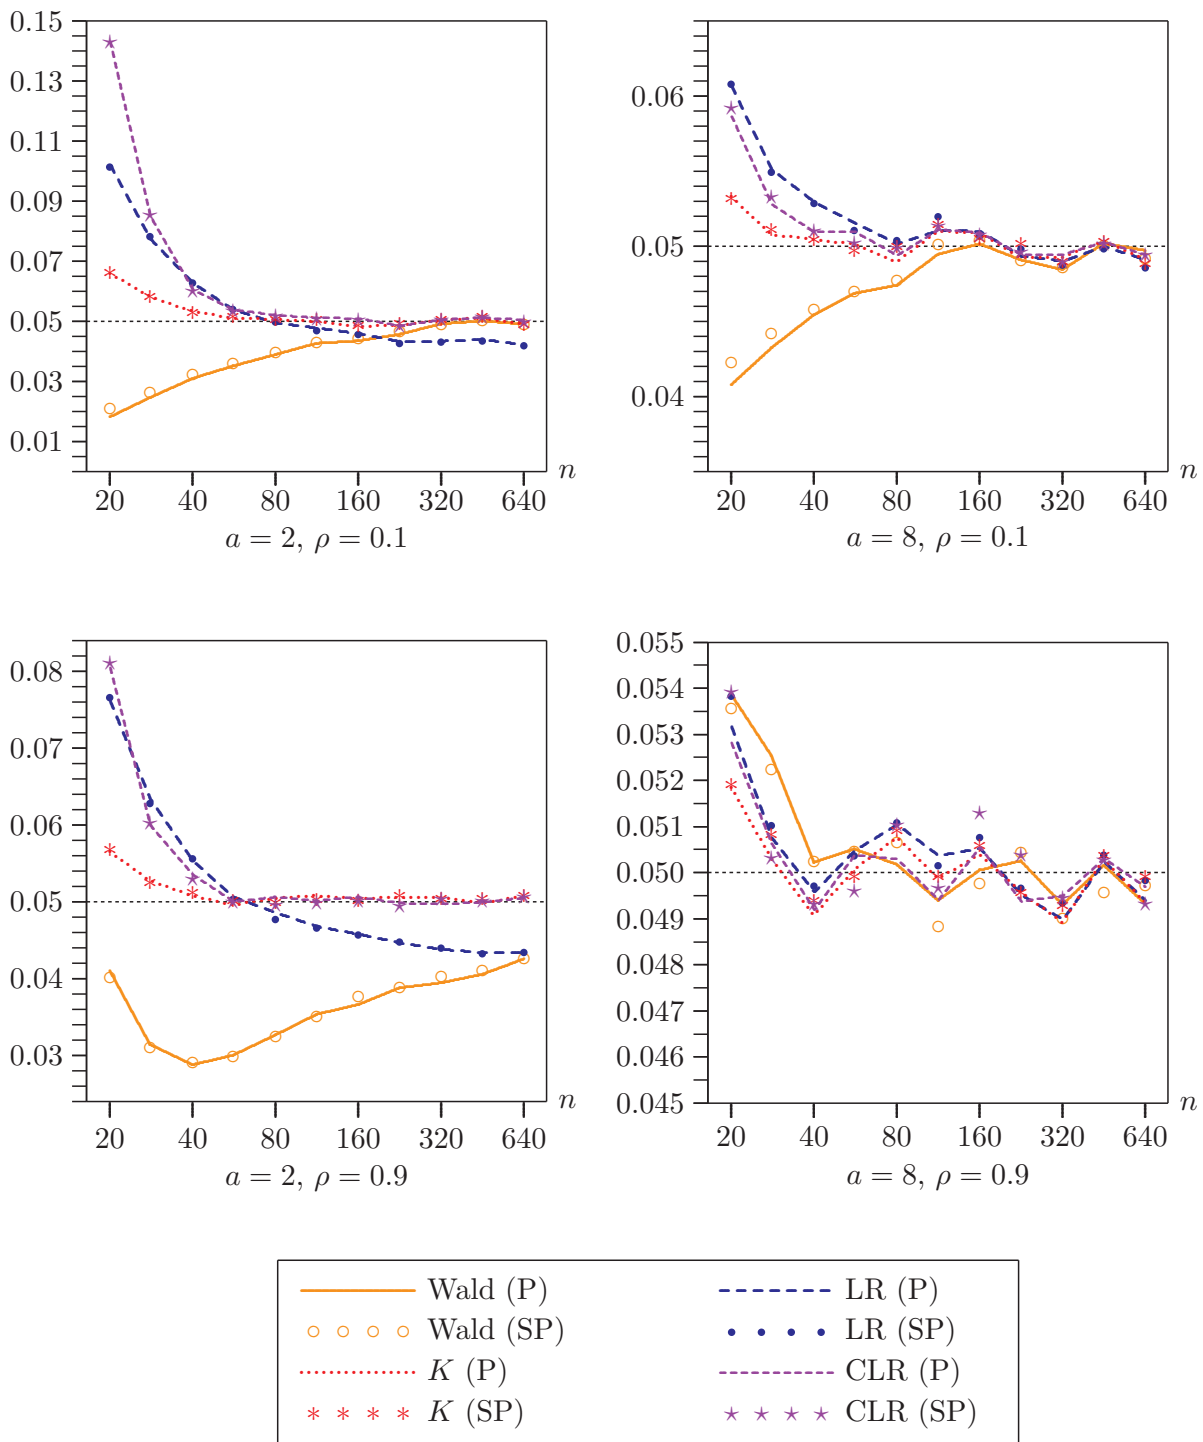 0.15
0.13
0.11
0.09
0.07
0.05
0.03
0.01
20 40 80 160 320 640
n
a = 2, ρ = 0.1
0.06
0.05
0.04
20 40 80 160 320 640
n
a = 8, ρ = 0.1
0.08
0.07
0.06
0.05
0.04
0.03
20 40 80 160 320 640
n
a = 2, ρ = 0.9
0.055
0.054
0.053
0.052
0.051
0.050
0.049
0.048
0.047
0.046
0.045
20 40 80 160 320 640
n
a = 8, ρ = 0.9
Wald (P) LR (P)
Wald (SP) LR (SP)
K (P) CLR (P)
K (SP) CLR (SP)